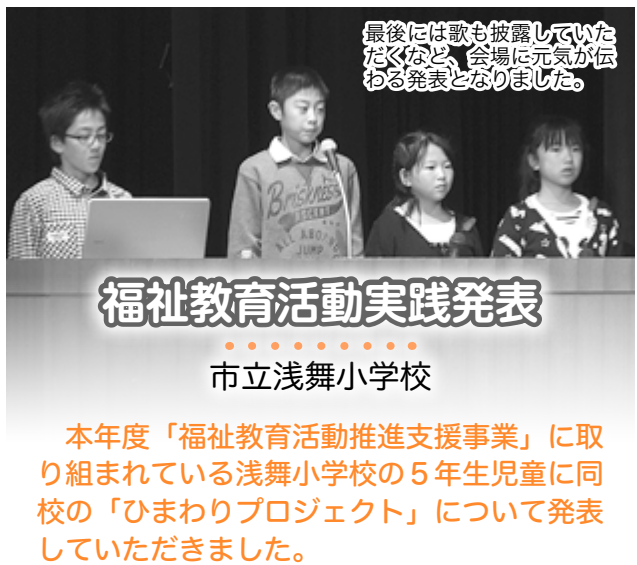 最後には歌も披露していた
だくなど、会場に元気が伝
わる発表となりました。
Briskness
ALL AROUND
JUMP
福祉教育活動実践発表
市立浅舞小学校
本年度「福祉教育活動推進支援事業」に取
り組まれている浅舞小学校の５年生児童に同
校の「ひまわりプロジェクト」について発表
していただきました。